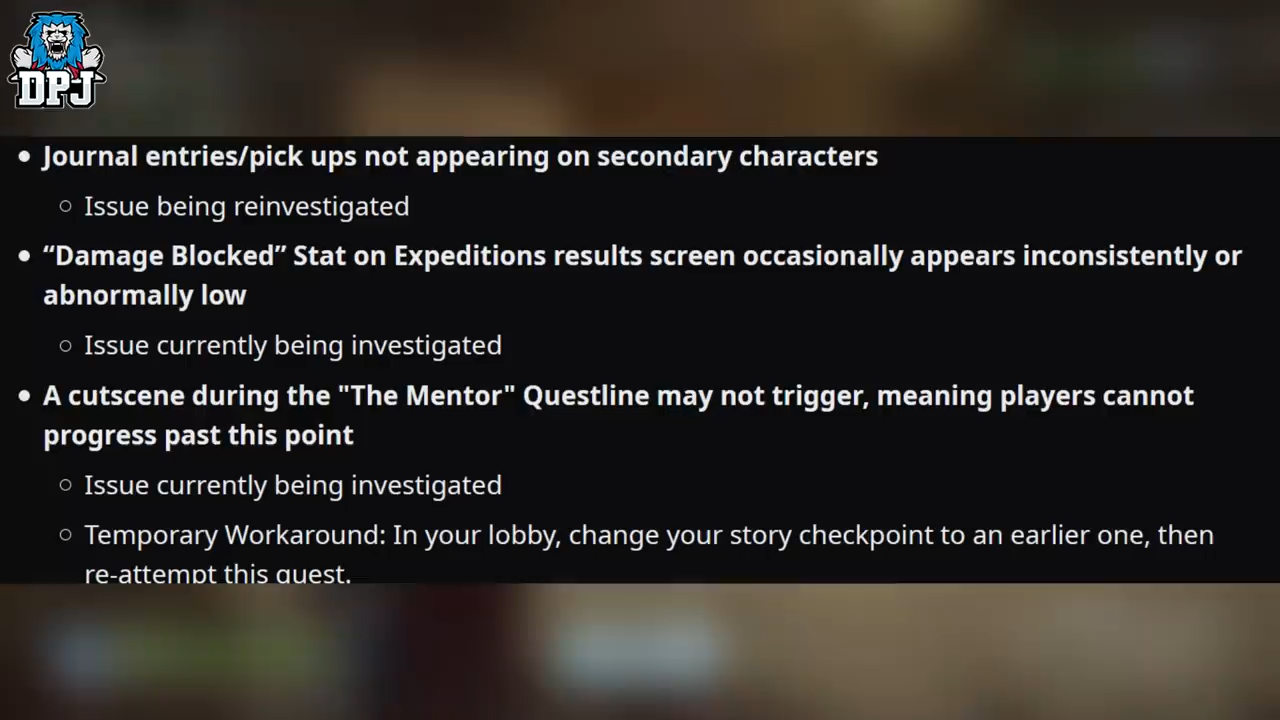 DPJ
• Journal entries/pick ups not appearing on secondary characters
○ Issue being reinvestigated
• “Damage Blocked” Stat on Expeditions results screen occasionally appears inconsistently or
abnormally low
○ Issue currently being investigated
• A cutscene during the "The Mentor" Questline may not trigger, meaning players cannot
progress past this point
○ Issue currently being investigated
○ Temporary Workaround: In your lobby, change your story checkpoint to an earlier one, then
re-attempt this quest.